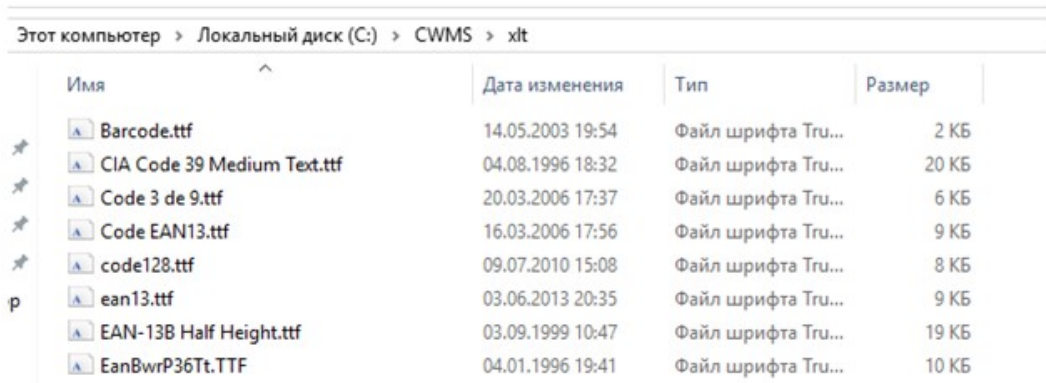 Этот компьютер > Локальный диск (C:) > CWMS > xlt
Имя Дата изменения Тип Размер
Barcode.ttf 14.05.2003 19:54 Файл шрифта Tru... 2 КБ
CIA Code 39 Medium Text.ttf 04.08.1996 18:32 Файл шрифта Tru... 20 КБ
Code 3 de 9.ttf 20.03.2006 17:37 Файл шрифта Tru... 6 КБ
Code EAN13.ttf 16.03.2006 17:56 Файл шрифта Tru... 9 КБ
code128.ttf 09.07.2010 15:08 Файл шрифта Tru... 8 КБ
р ean13.ttf 03.06.2013 20:35 Файл шрифта Tru... 9 КБ
EAN-13B Half Height.ttf 03.09.1999 10:47 Файл шрифта Tru... 19 КБ
EanBwrP36Tt.TTF 04.01.1996 19:41 Файл шрифта Tru... 10 КБ